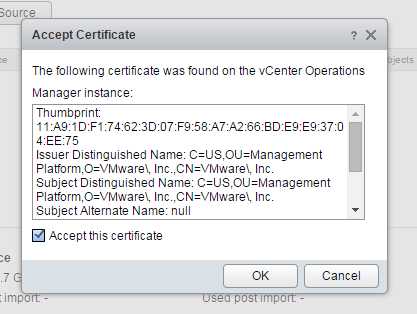 Source
Accept Certificate
?
ce
ojects
The following certificate was found on the vCenter Operations
Manager instance:
Thumbprint:
11:A9:1D:F1:74:62:3D:07:F9:58:A7:A2:66:BD:E9:E9:37:0
4:EE:75
Issuer Distinguished Name: C=US,OU=Management
Platform,O=VMware\, Inc.,CN=VMware\, Inc.
Subject Distinguished Name: C=US,OU=Management
Platform,O=VMware\, Inc.,CN=VMware\, Inc.
Subject Alternate Name: null
Accept this certificate
ce
.7 G
OK
Cancel
t import: -
Used post import: -